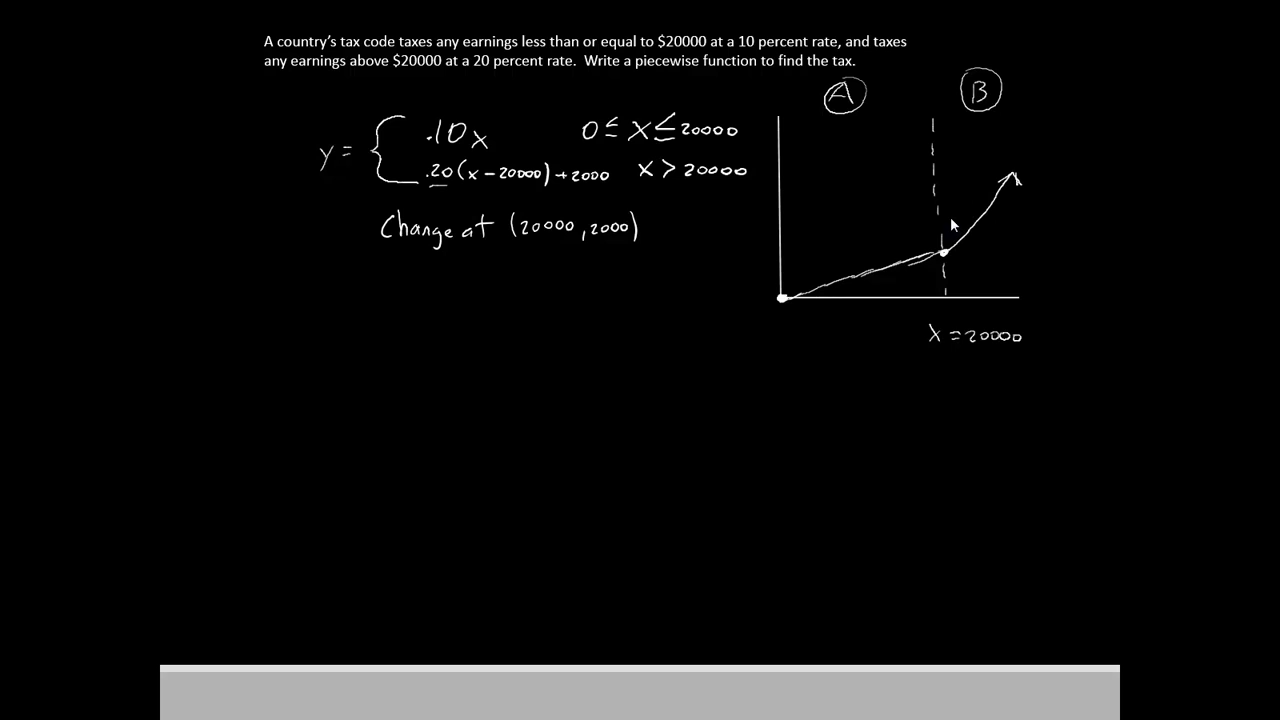 A country's tax code taxes any earnings less than or equal to $20000 at a 10 percent rate, and taxes
any earnings above $20000 at a 20 percent rate. Write a piecewise function to find the tax.
A B
.10x 0 ≤ x ≤ 20000
y = {
.20(x - 20000) + 2000 x > 20000
Change at (20000, 2000)
x = 20000